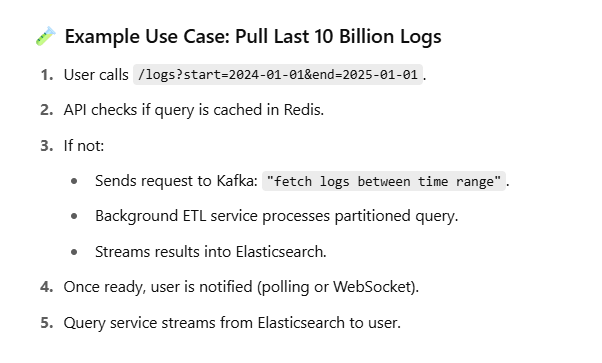 Example Use Case: Pull Last 10 Billion Logs
1. User calls /logs?start=2024-01-01&end=2025-01-01.
2. API checks if query is cached in Redis.
3. If not:
• Sends request to Kafka: "fetch logs between time range".
• Background ETL service processes partitioned query.
• Streams results into Elasticsearch.
4. Once ready, user is notified (polling or WebSocket).
5. Query service streams from Elasticsearch to user.